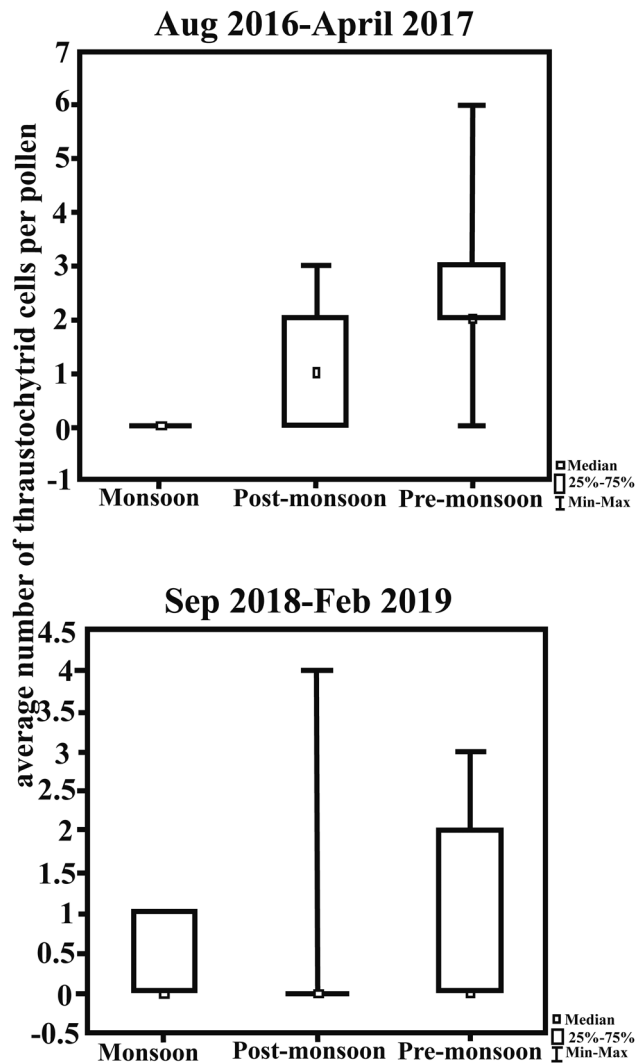 Aug 2016-April 2017
average number of thraustochytrid cells per pollen
7
6
5
4
3
2
1
0
-1
Monsoon Post-monsoon Pre-monsoon
Median
25%-75%
Min-Max
Sep 2018-Feb 2019
4.5
4
3.5
3
2.5
2
1.5
1
0.5
0
-0.5
Monsoon Post-monsoon Pre-monsoon
Median
25%-75%
Min-Max